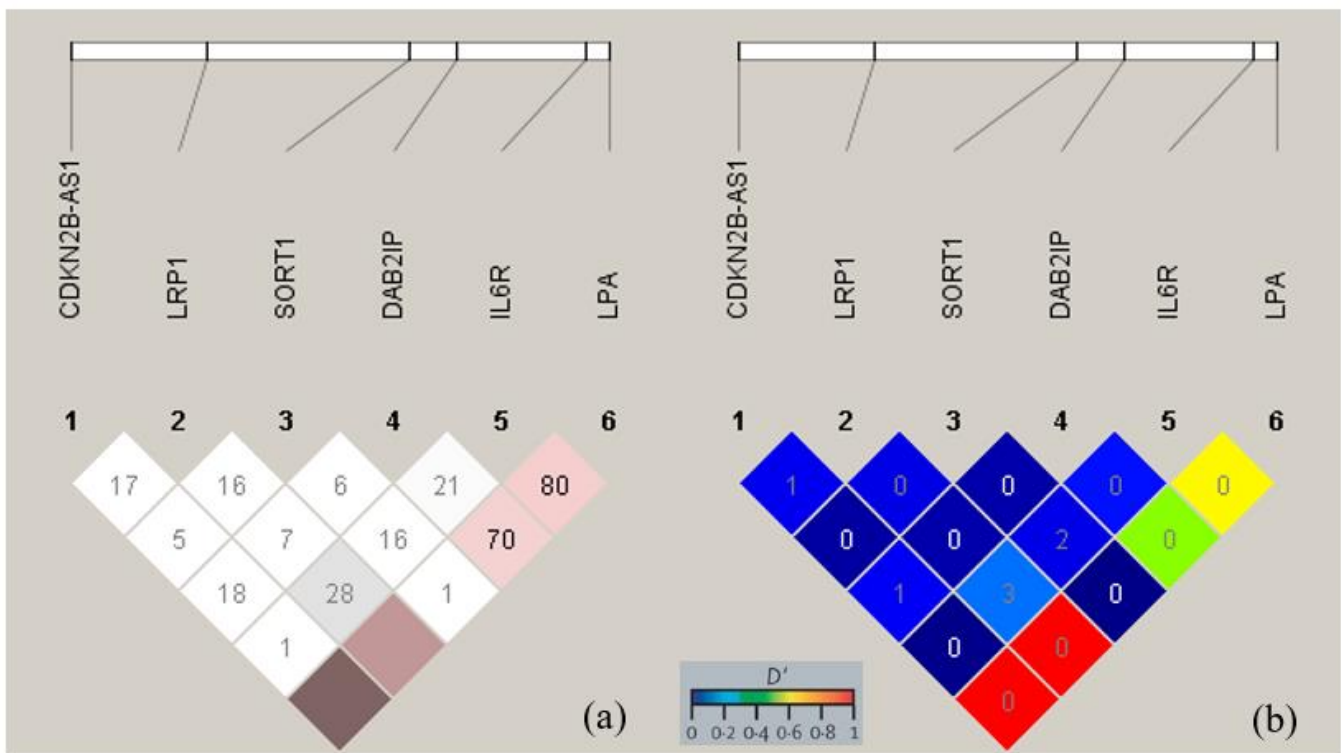 CDKN2B-AS1
LRP1
SORT1
DAB2IP
IL6R
LPA
1 2 3 4 5 6
17 16 6 21 80
5 7 16 70
18 28 1
1
(a)
CDKN2B-AS1
LRP1
SORT1
DAB2IP
IL6R
LPA
1 2 3 4 5 6
1 0 0 0 0
0 0 2 0
1 3 0
0 0
0
D'
0 0·2 0·4 0·6 0·8 1
(b)